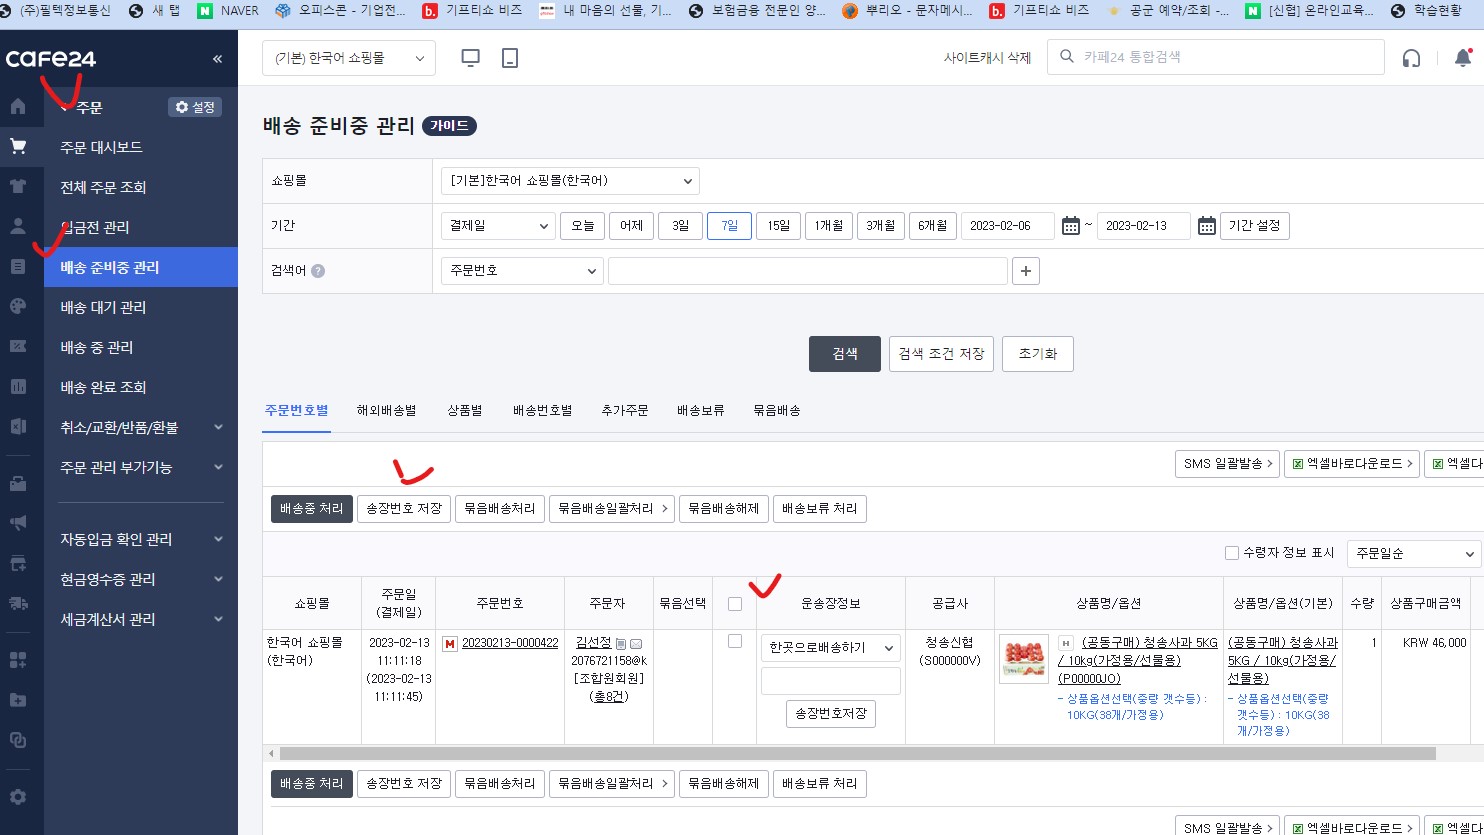 (주)필텍정보통신
새 탭
NAVER
오피스콘 - 기업전...
기프티쇼 비즈
내 마음의 선물, 기...
보험금융 전문인 양...
뿌리오 - 문자메시...
기프티쇼 비즈
공군 예약/조회 -...
[신협] 온라인교육...
학습현황
cafe24
«
(기본) 한국어 쇼핑몰
사이트캐시 삭제
카페24 통합검색
주문
설정
주문 대시보드
전체 주문 조회
입금전 관리
배송 준비중 관리
배송 대기 관리
배송 중 관리
배송 완료 조회
취소/교환/반품/환불
주문 관리 부가기능
자동입금 확인 관리
현금영수증 관리
세금계산서 관리
배송 준비중 관리 가이드
쇼핑몰
[기본]한국어 쇼핑몰(한국어)
기간
결제일
오늘
어제
3일
7일
15일
1개월
3개월
6개월
2023-02-06
~
2023-02-13
기간 설정
검색어 ?
주문번호
+
검색
검색 조건 저장
초기화
주문번호별
해외배송별
상품별
배송번호별
추가주문
배송보류
묶음배송
SMS 일괄발송 >
엑셀바로다운로드 >
엑셀다
배송중 처리
송장번호 저장
묶음배송처리
묶음배송일괄처리 >
묶음배송해제
배송보류 처리
수령자 정보 표시
주문일순
쇼핑몰
주문일
(결제일)
주문번호
주문자
묶음선택
운송장정보
공급사
상품명/옵션
상품명/옵션(기본)
수량
상품구매금액
한국어 쇼핑몰
(한국어)
2023-02-13
11:11:18
(2023-02-13
11:11:45)
M 20230213-0000422
김선정
2076721158@k
[조합원회원]
(총8건)
한곳으로배송하기
송장번호저장
청송신협
(S000000V)
H (공동구매) 청송사과 5KG
/ 10kg(가정용/선물용)
(P00000JO)
- 상품옵션선택(중량 갯수등) :
10KG(38개/가정용)
(공동구매) 청송사과
5KG / 10kg(가정용/
선물용)
- 상품옵션선택(중량
갯수등) : 10KG(38
개/가정용)
1
KRW 46,000
배송중 처리
송장번호 저장
묶음배송처리
묶음배송일괄처리 >
묶음배송해제
배송보류 처리
SMS 일괄발송 >
엑셀바로다운로드 >
엑셀다